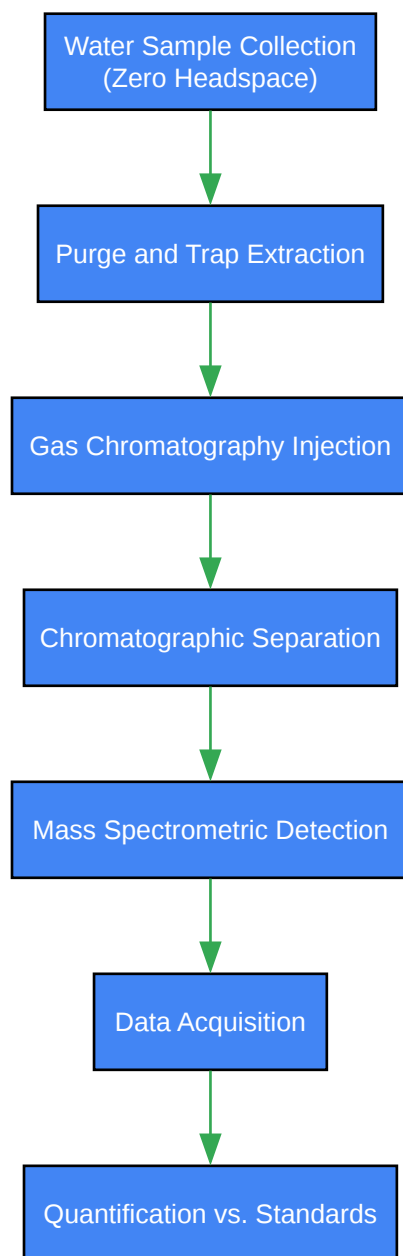 Water Sample Collection
(Zero Headspace)
Purge and Trap Extraction
Gas Chromatography Injection
Chromatographic Separation
Mass Spectrometric Detection
Data Acquisition
Quantification vs. Standards